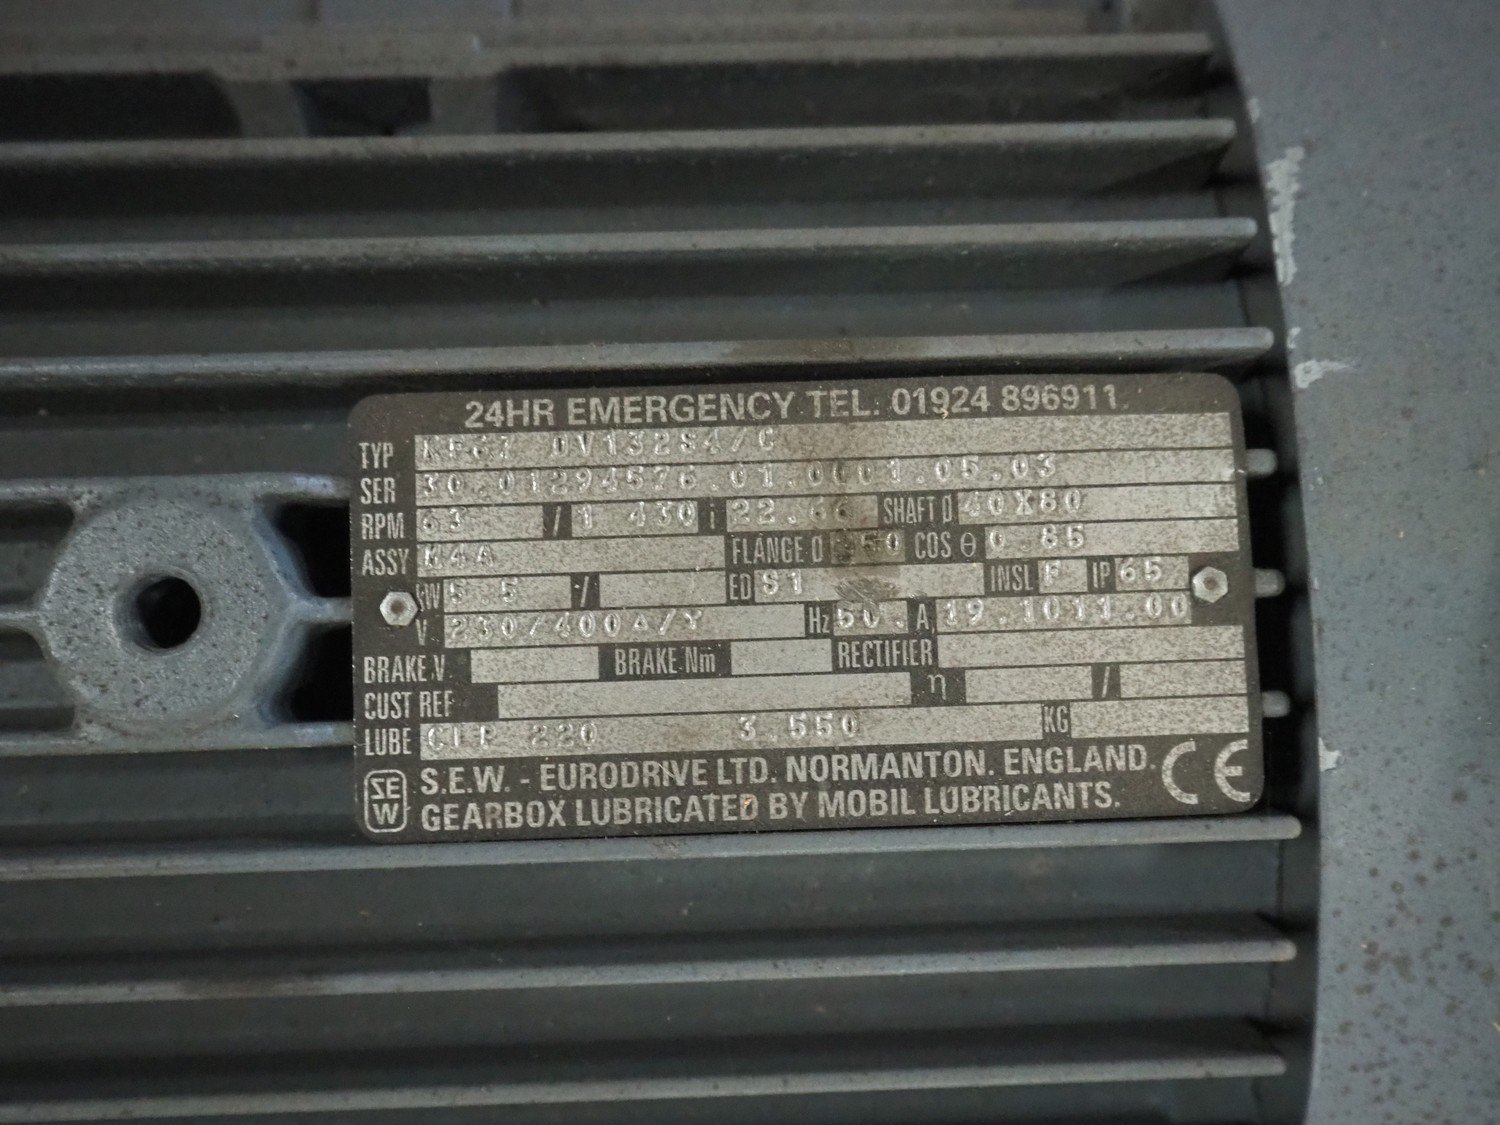 24HR EMERGENCY TEL: 01924 896911
TYP KF67 DV132S4/C
SER 30.01294576.01.0001.05.03
RPM 63 / 1 430 i 22.66 SHAFT Ø 40X80
ASSY M4A FLANGE Ø COS θ 0.85
KW 5.5 / ED S1 INSL F IP 65
V. 230/400Δ/Y Hz 50. A. 19.1011.00
BRAKE.V. BRAKE Nm RECTIFIER
CUST REF η /
LUBE CLP 220 3.550 KG
SEW S.E.W. - EURODRIVE LTD. NORMANTON. ENGLAND. CE
GEARBOX LUBRICATED BY MOBIL LUBRICANTS.